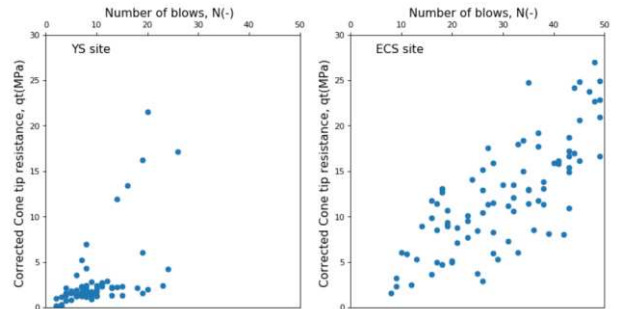 Number of blows, N(-)
0 10 20 30 40 50
YS site
Corrected Cone tip resistance, qt(MPa)
30
25
20
15
10
5
0
Number of blows, N(-)
0 10 20 30 40 50
ECS site
Corrected Cone tip resistance, qt(MPa)
30
25
20
15
10
5
0